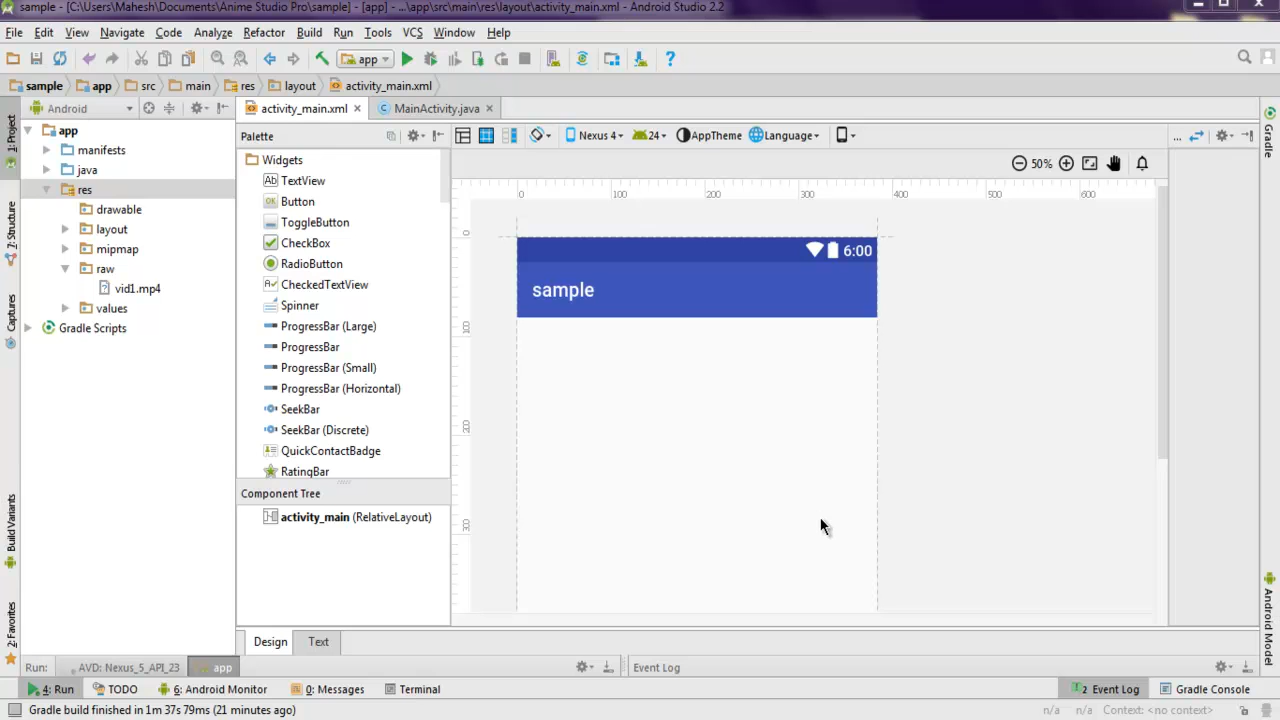 sample - [C:\Users\Mahesh\Documents\Anime Studio Pro\sample] - [app] - ...\app\src\main\res\layout\activity_main.xml - Android Studio 2.2
File Edit View Navigate Code Analyze Refactor Build Run Tools VCS Window Help
app
sample app src main res layout activity_main.xml
Android
activity_main.xml MainActivity.java
Palette
Nexus 4 24 AppTheme Language
...
50%
1: Project
7: Structure
Captures
Build Variants
2: Favorites
app
manifests
java
res
drawable
layout
mipmap
raw
vid1.mp4
values
Gradle Scripts
Widgets
Ab TextView
OK Button
ToggleButton
CheckBox
RadioButton
CheckedTextView
Spinner
ProgressBar (Large)
ProgressBar
ProgressBar (Small)
ProgressBar (Horizontal)
SeekBar
SeekBar (Discrete)
QuickContactBadge
RatingBar
Component Tree
activity_main (RelativeLayout)
0 100 200 300 400 600
0
100
200
300
6:00
sample
Gradle
Android Model
Design Text
Run: AVD: Nexus_5_API_23 app
Event Log
4: Run TODO 6: Android Monitor 0: Messages Terminal
2 Event Log Gradle Console
Gradle build finished in 1m 37s 79ms (21 minutes ago)
n/a n/a Context: <no context>